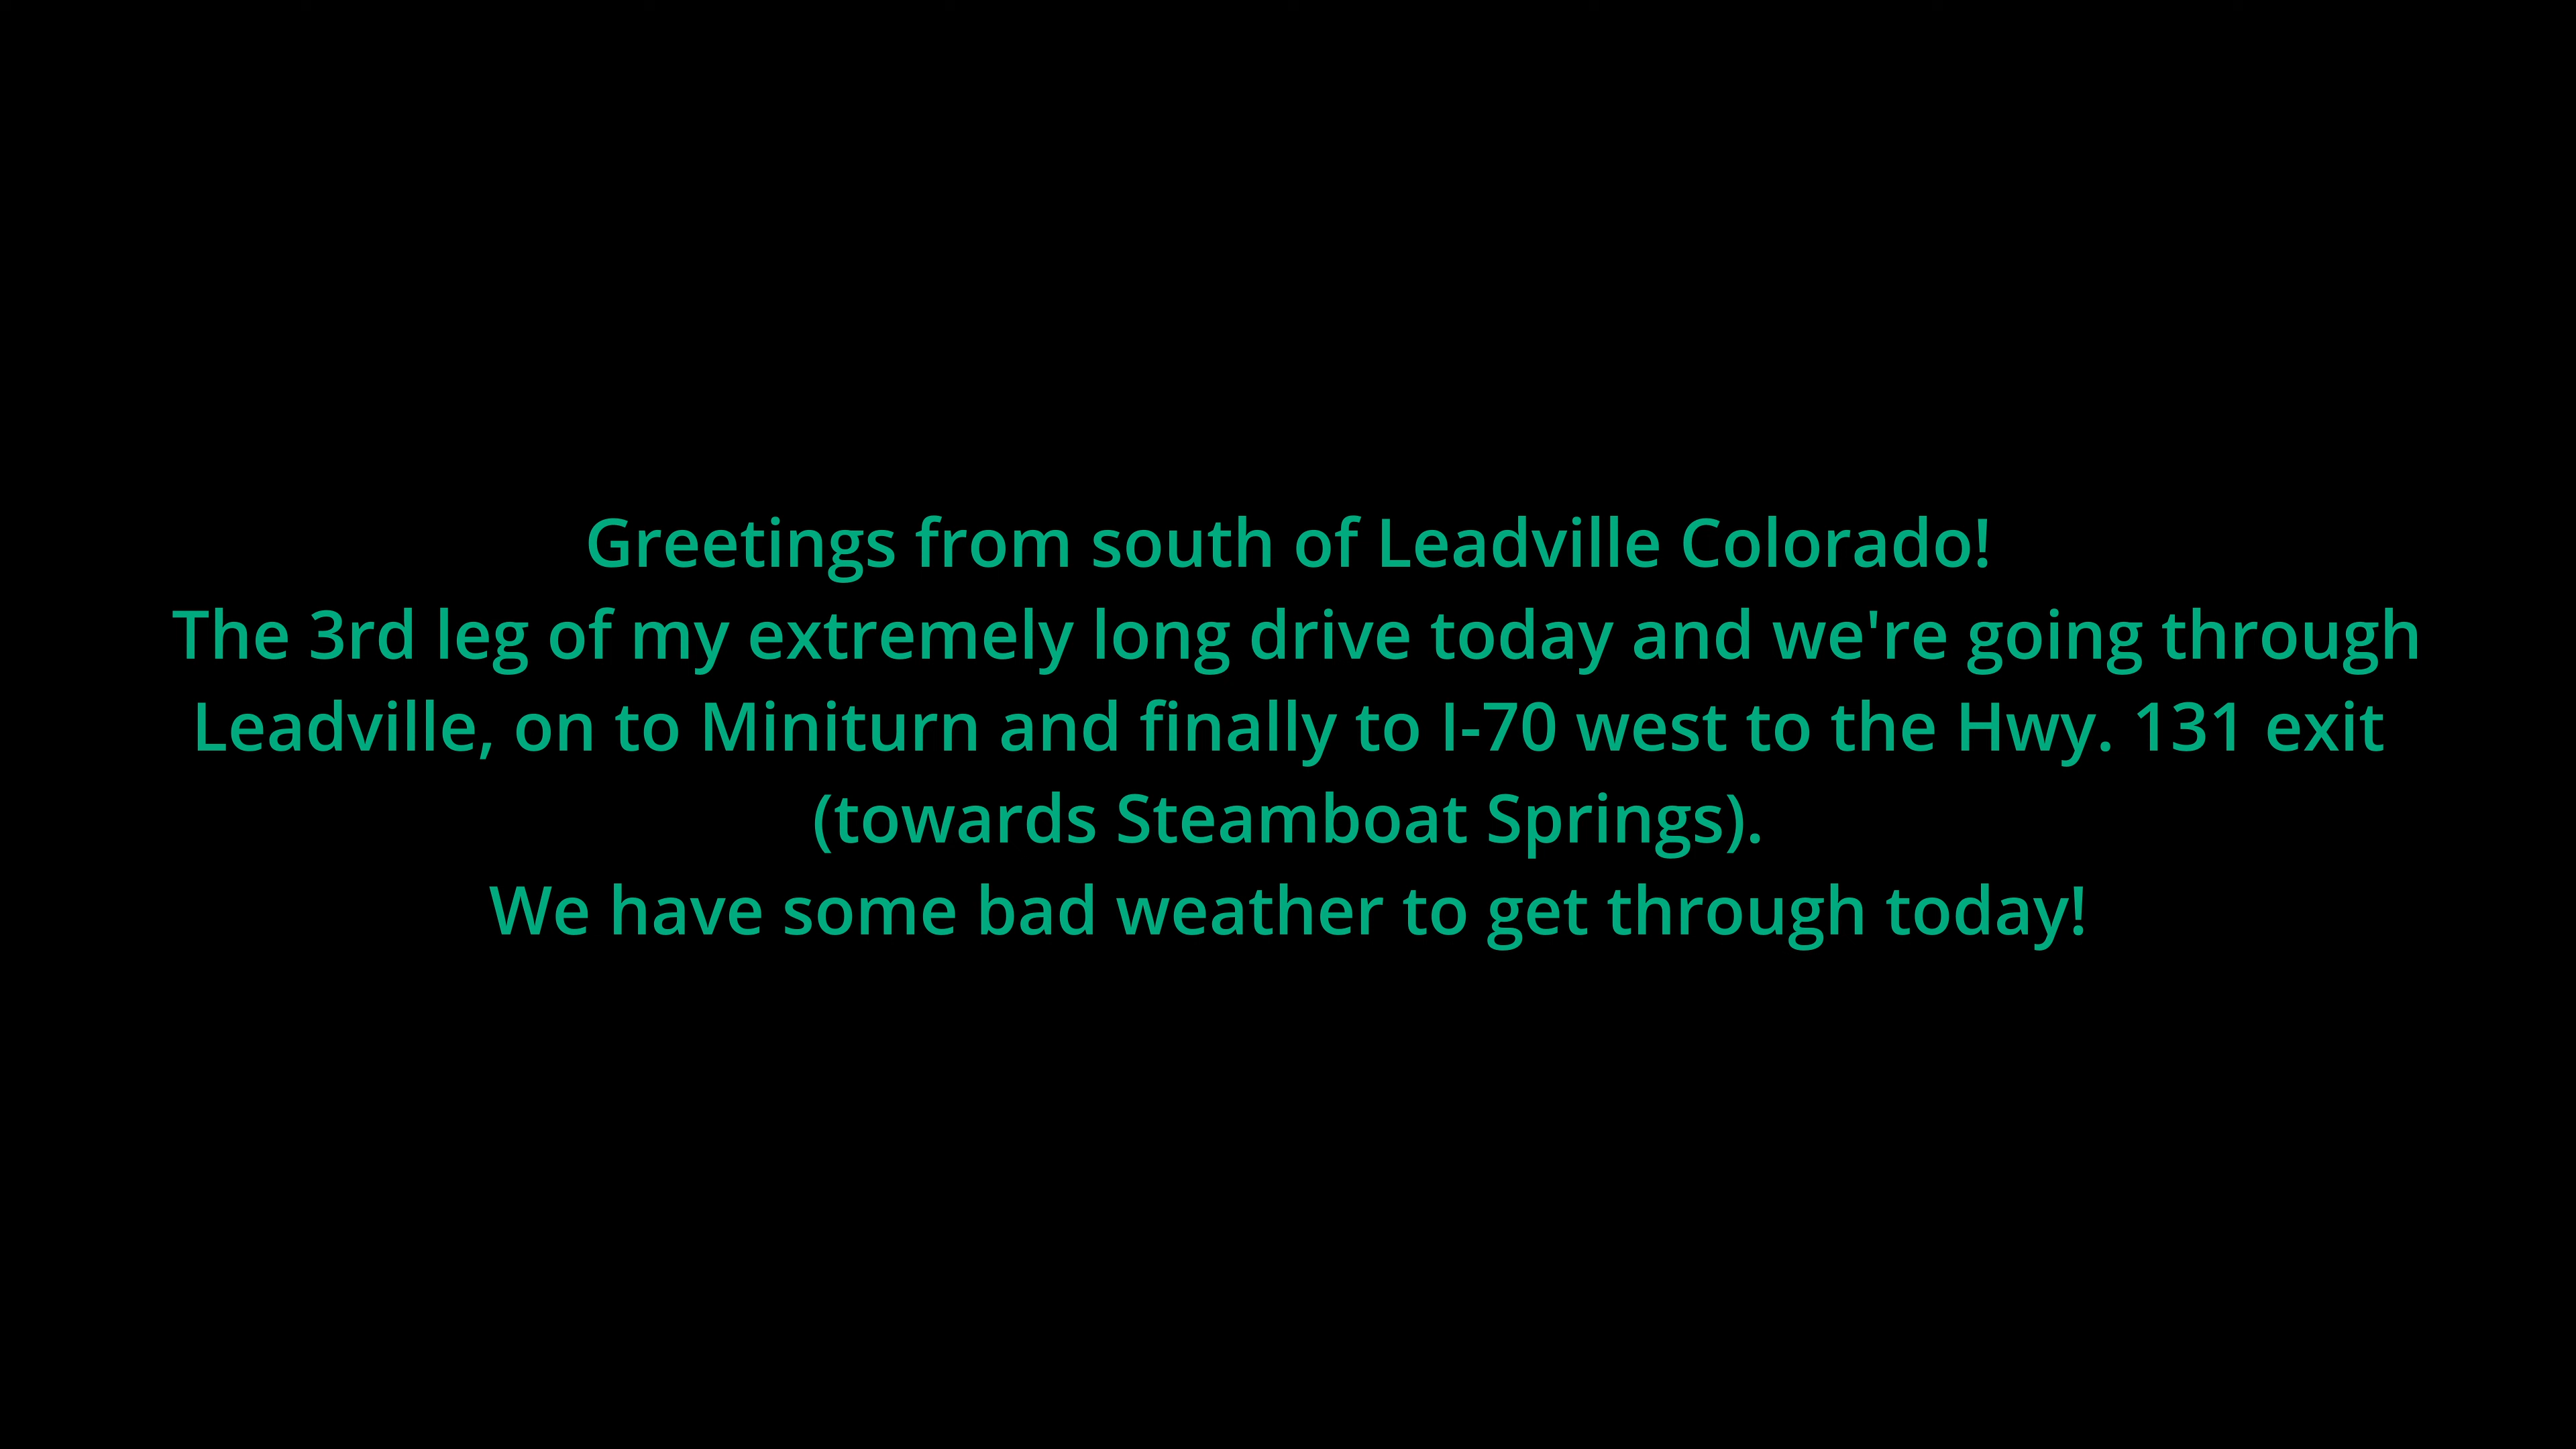 Greetings from south of Leadville Colorado!
The 3rd leg of my extremely long drive today and we're going through
Leadville, on to Miniturn and finally to I-70 west to the Hwy. 131 exit
(towards Steamboat Springs).
We have some bad weather to get through today!